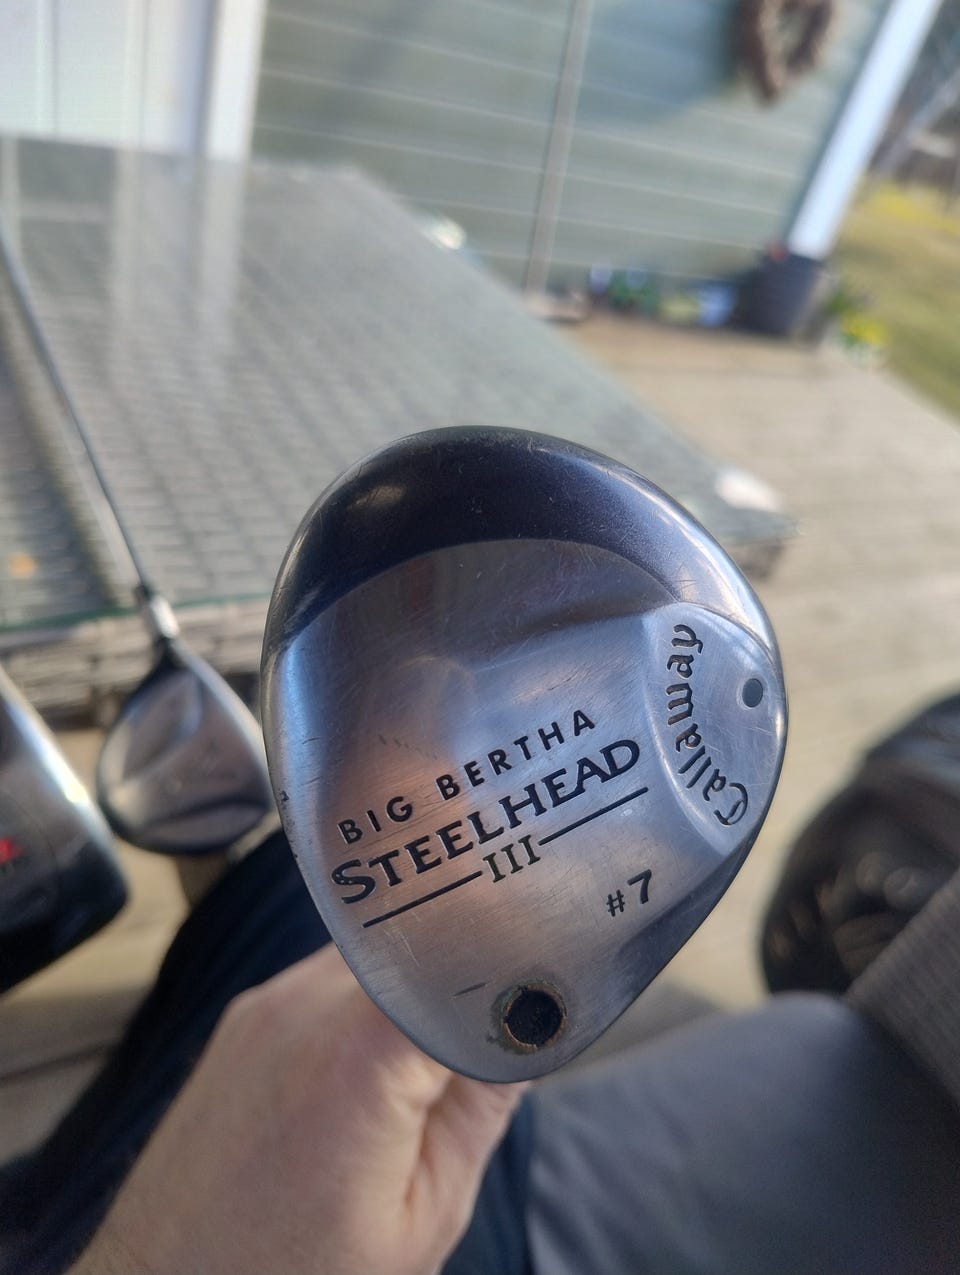 BIG BERTHA
STEELHEAD
III
#7
Callaway